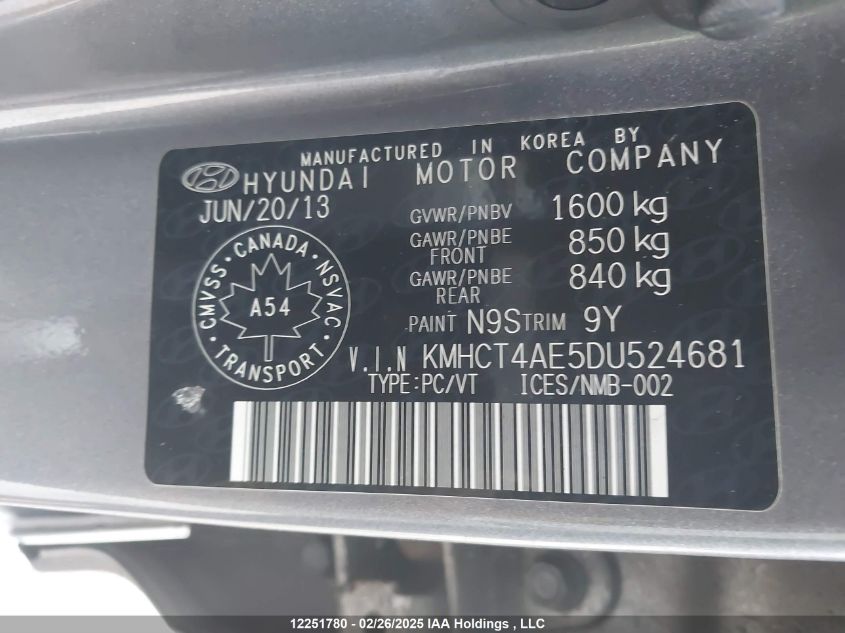 MANUFACTURED IN KOREA BY
HYUNDAI MOTOR COMPANY
JUN/20/13
GVWR/PNBV 1600 kg
GAWR/PNBE FRONT 850 kg
GAWR/PNBE REAR 840 kg
CANADA
CMVSS NSVAC
A54
TRANSPORT
PAINT N9S TRIM 9Y
V.I.N KMHCT4AE5DU524681
TYPE:PC/VT ICES/NMB-002
12251780 - 02/26/2025 IAA Holdings , LLC